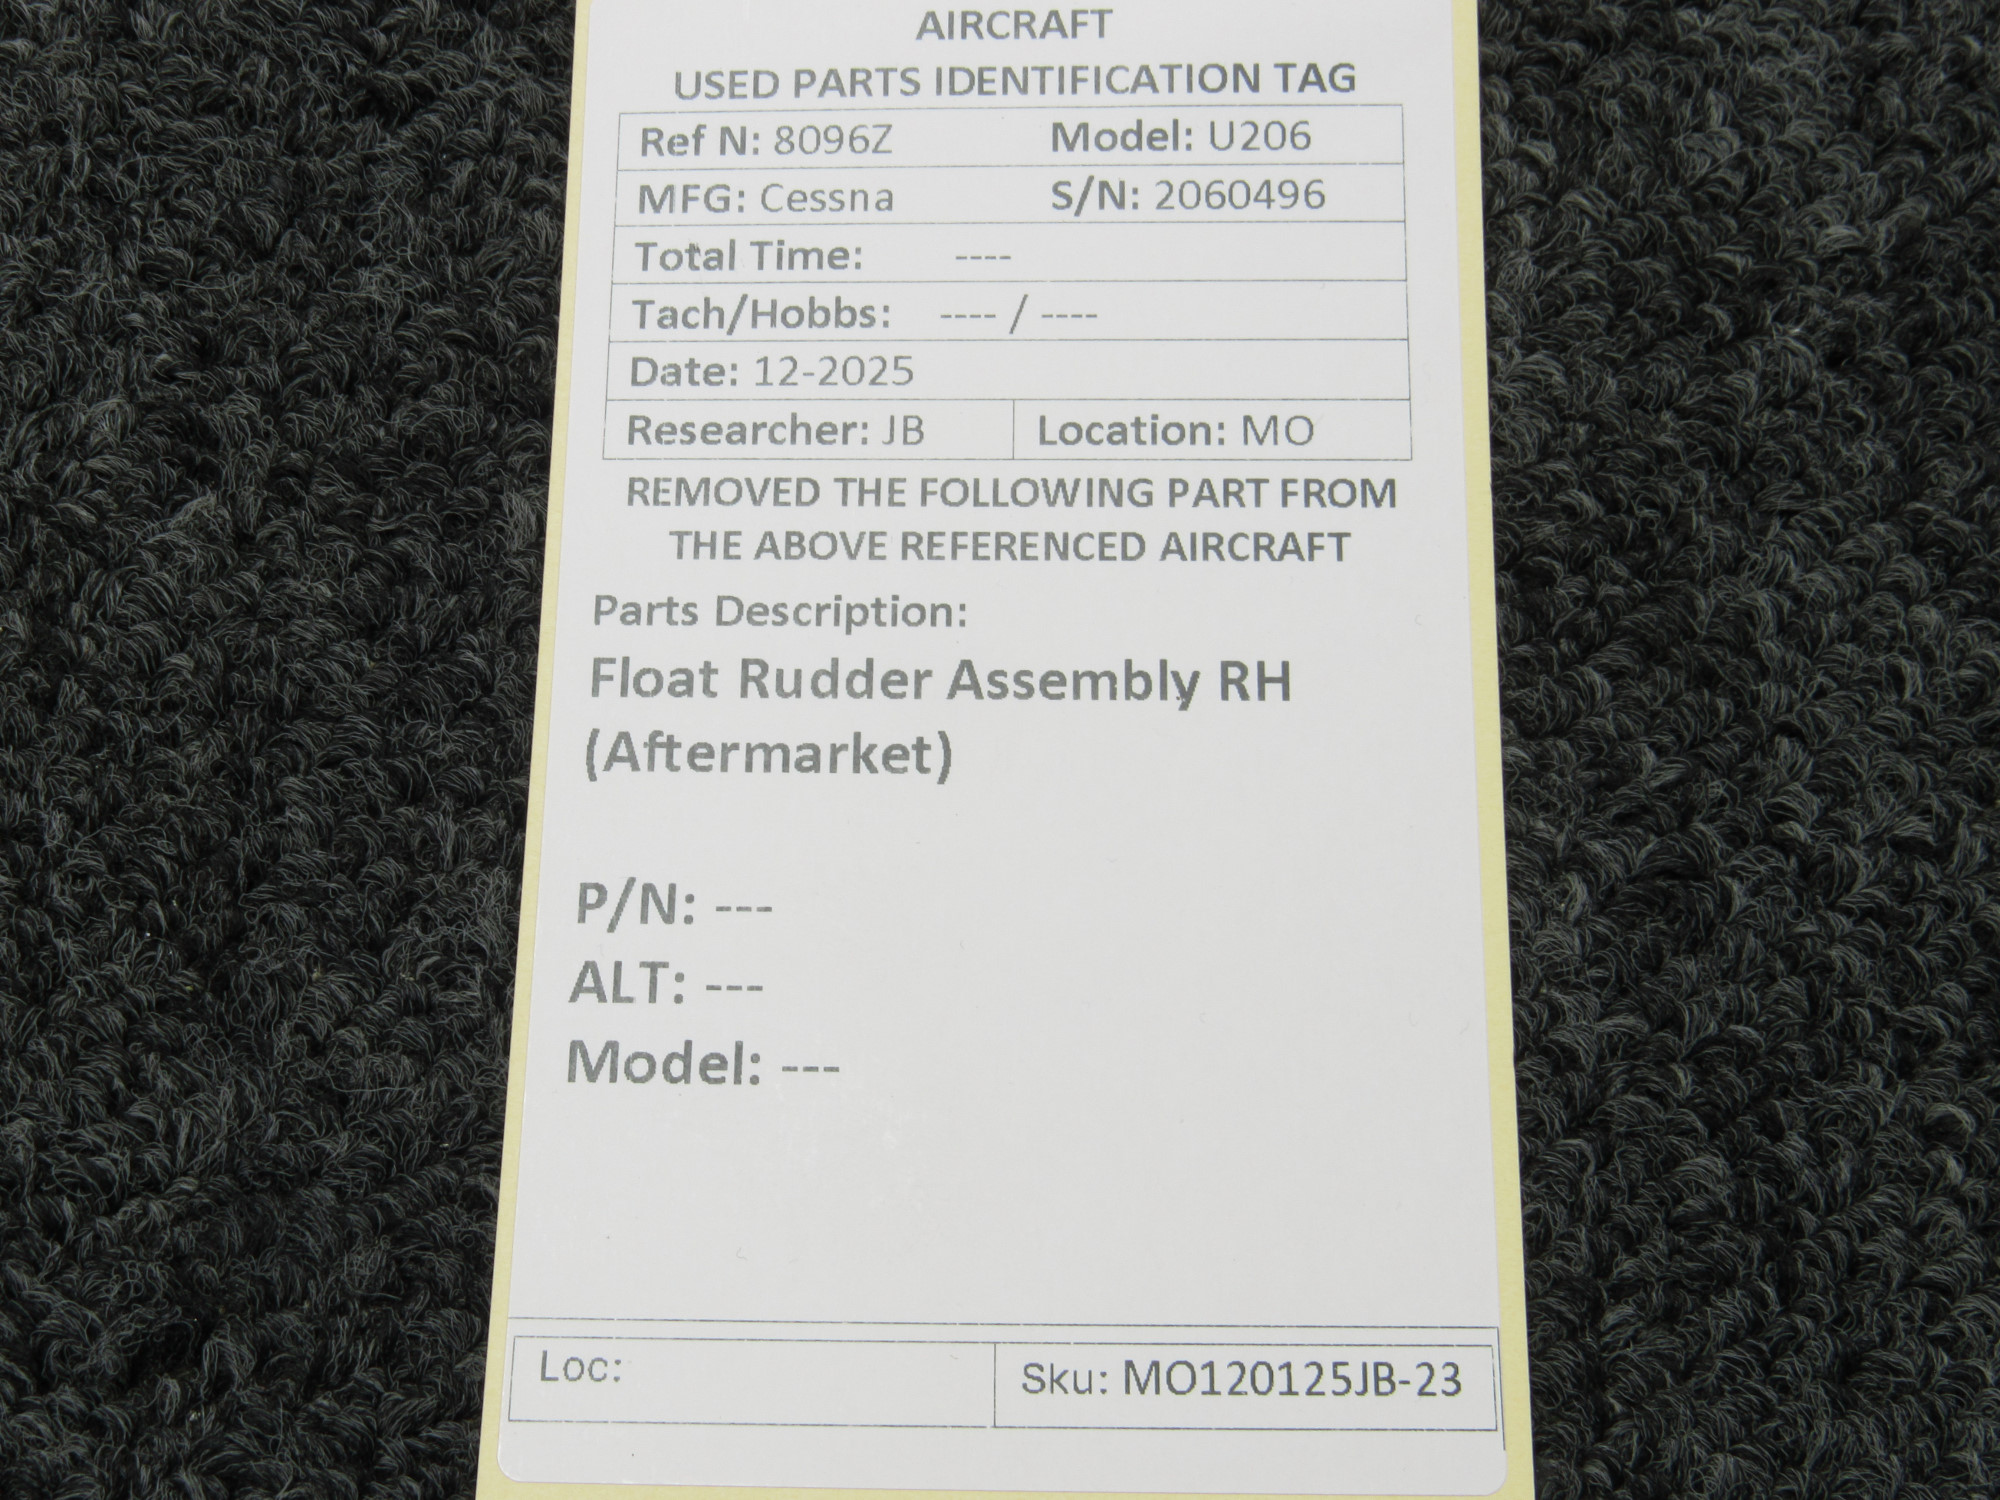 AIRCRAFT
USED PARTS IDENTIFICATION TAG
Ref N: 8096Z Model: U206
MFG: Cessna S/N: 2060496
Total Time: ----
Tach/Hobbs: ---- / ----
Date: 12-2025
Researcher: JB Location: MO
REMOVED THE FOLLOWING PART FROM
THE ABOVE REFERENCED AIRCRAFT
Parts Description:
Float Rudder Assembly RH
(Aftermarket)
P/N: ---
ALT: ---
Model: ---
Loc: Sku: MO120125JB-23